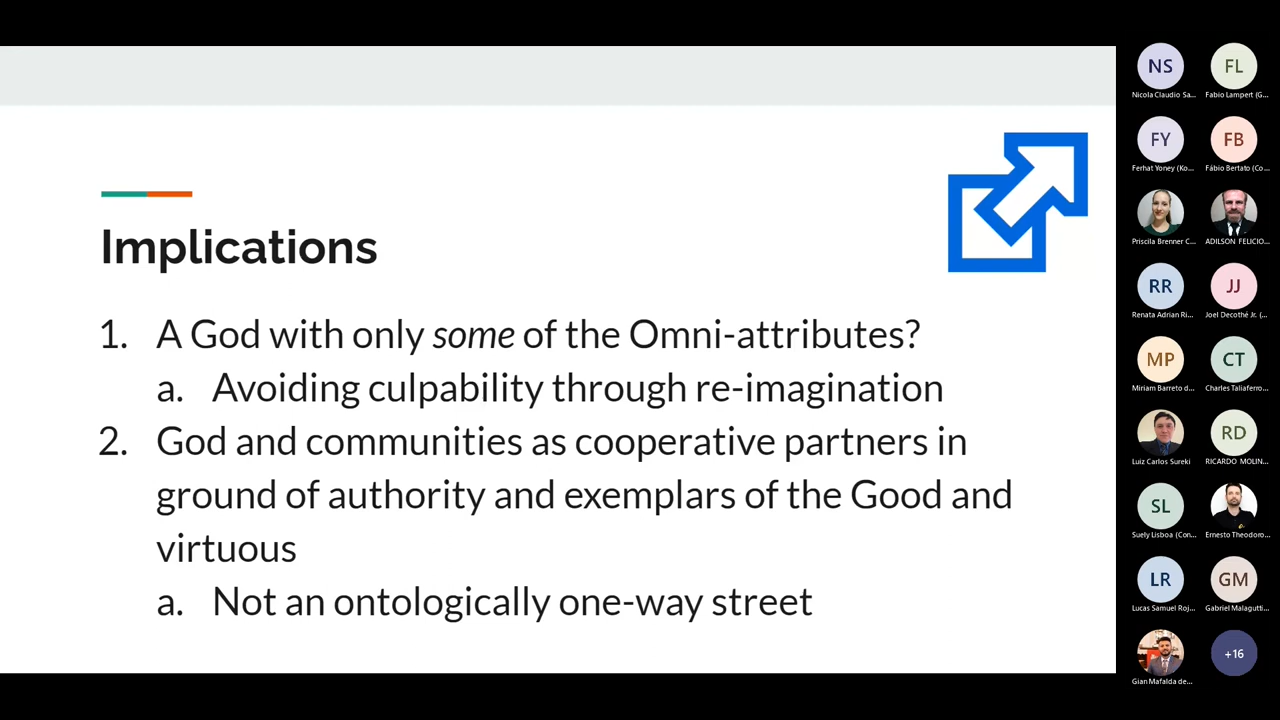 Implications
1. A God with only some of the Omni-attributes?
a. Avoiding culpability through re-imagination
2. God and communities as cooperative partners in
ground of authority and exemplars of the Good and
virtuous
a. Not an ontologically one-way street
NS
FL
Nicola Claudio Sa...
Fabio Lampert (G...
FY
FB
Ferhat Yoney (Ko...
Fábio Bertato (Co...
Priscila Brenner C...
ADILSON FELICIO...
RR
JJ
Renata Adrian Ri...
Joel Decothé Jr. (...
MP
CT
Miriam Barreto d...
Charles Taliaferro...
RD
Luiz Carlos Sureki
RICARDO MOLIN...
SL
Suely Lisboa (Con...
Ernesto Theodoro...
LR
GM
Lucas Samuel Roj...
Gabriel Malagutti...
+16
Gian Mafalda de...